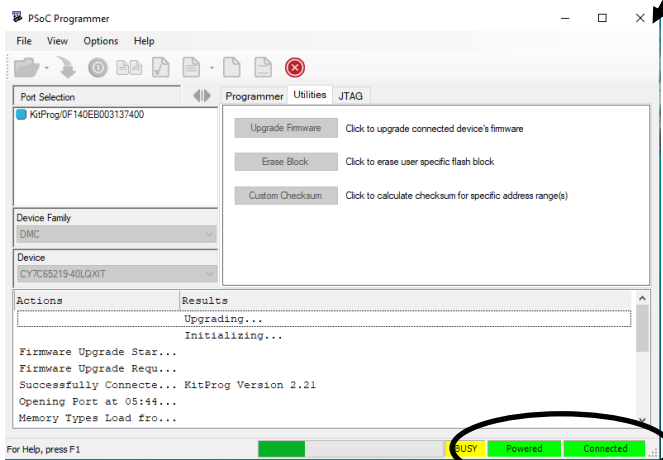 PSoC Programmer
File View Options Help
Port Selection
KitProg/0F140EB003137400
Device Family
DMC
Device
CY7C65219-40LQXIT
Programmer Utilities JTAG
Upgrade Firmware Click to upgrade connected device's firmware
Erase Block Click to erase user specific flash block
Custom Checksum Click to calculate checksum for specific address range(s)
Actions Results
Upgrading...
Initializing...
Firmware Upgrade Star...
Firmware Upgrade Requ...
Successfully Connecte... KitProg Version 2.21
Opening Port at 05:44...
Memory Types Load fro...
For Help, press F1 BUSY Powered Connected